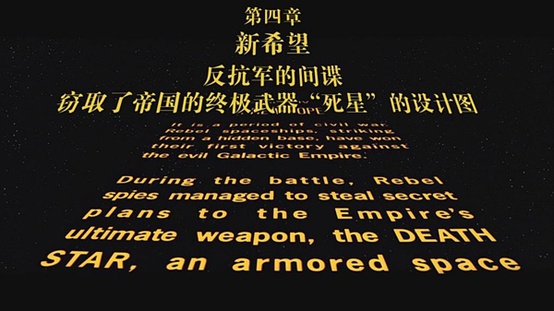 第四章
新希望
反抗军的间谍
窃取了帝国的终极武器“死星”的设计图
It is a period of civil war.
Rebel spaceships, striking
from a hidden base, have won
their first victory against
the evil Galactic Empire.
During the battle, Rebel
spies managed to steal secret
plans to the Empire's
ultimate weapon, the DEATH
STAR, an armored space